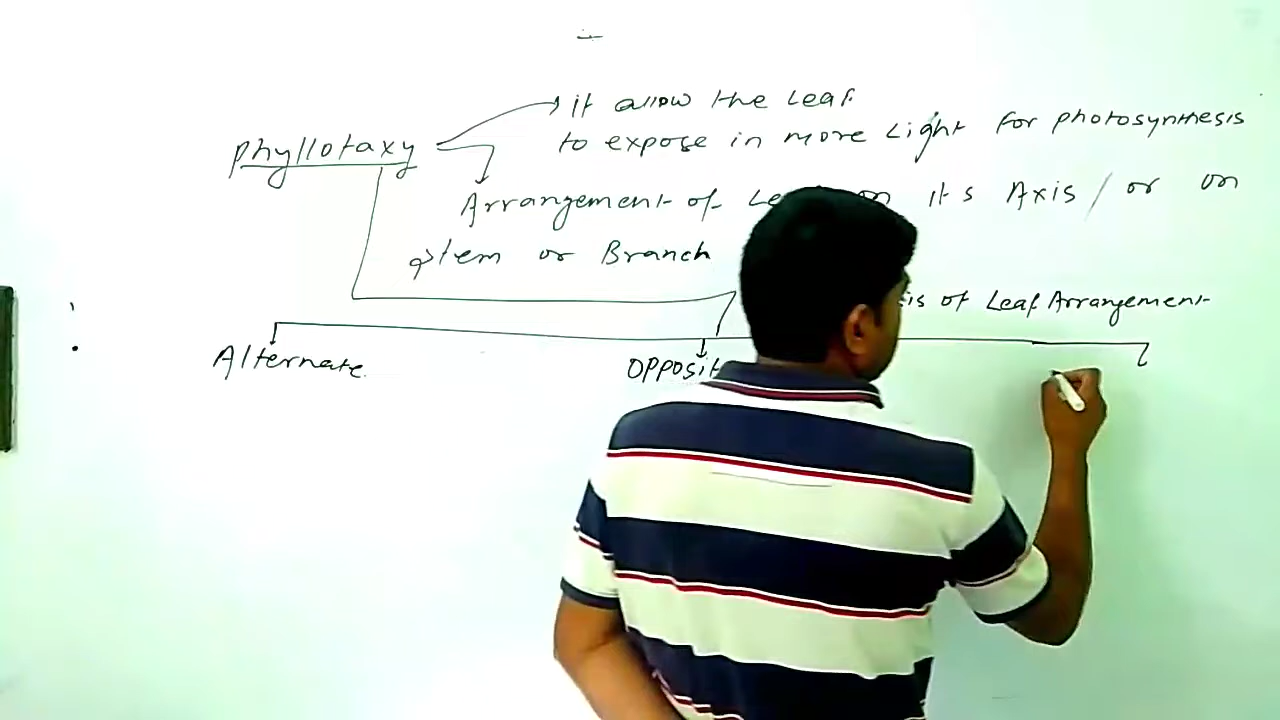 it allow the Leaf
phyllotaxy
to expose in more Light for photosynthesis
Arrangement of on its Axis / or on
stem or Branch
of Leaf Arrangement
Alternate